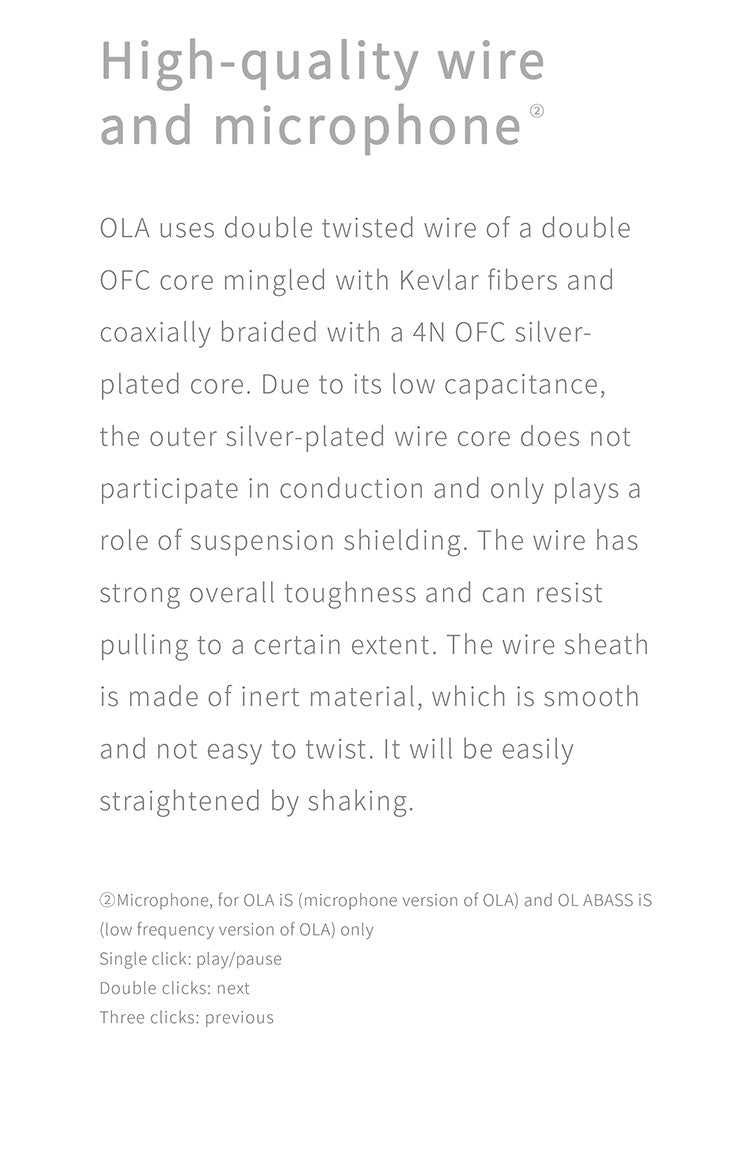 High-quality wire
and microphone②
OLA uses double twisted wire of a double
OFC core mingled with Kevlar fibers and
coaxially braided with a 4N OFC silver-
plated core. Due to its low capacitance,
the outer silver-plated wire core does not
participate in conduction and only plays a
role of suspension shielding. The wire has
strong overall toughness and can resist
pulling to a certain extent. The wire sheath
is made of inert material, which is smooth
and not easy to twist. It will be easily
straightened by shaking.
②Microphone, for OLA iS (microphone version of OLA) and OL ABASS iS
(low frequency version of OLA) only
Single click: play/pause
Double clicks: next
Three clicks: previous